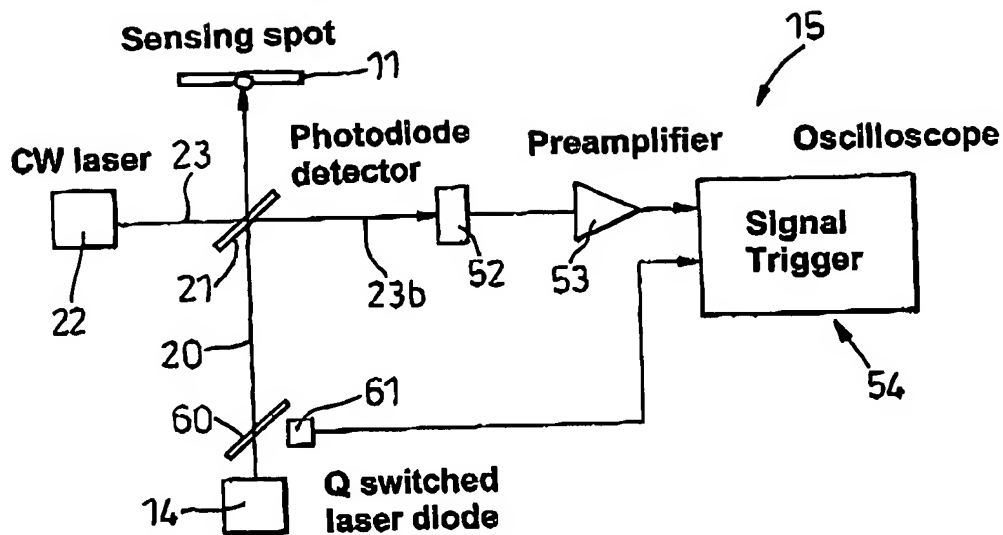 Sensing spot
11
15
CW laser
23
Photodiode
detector
Preamplifier
Oscilloscope
Signal
Trigger
22
21
23b
52
53
54
20
60
61
14
Q switched
laser diode